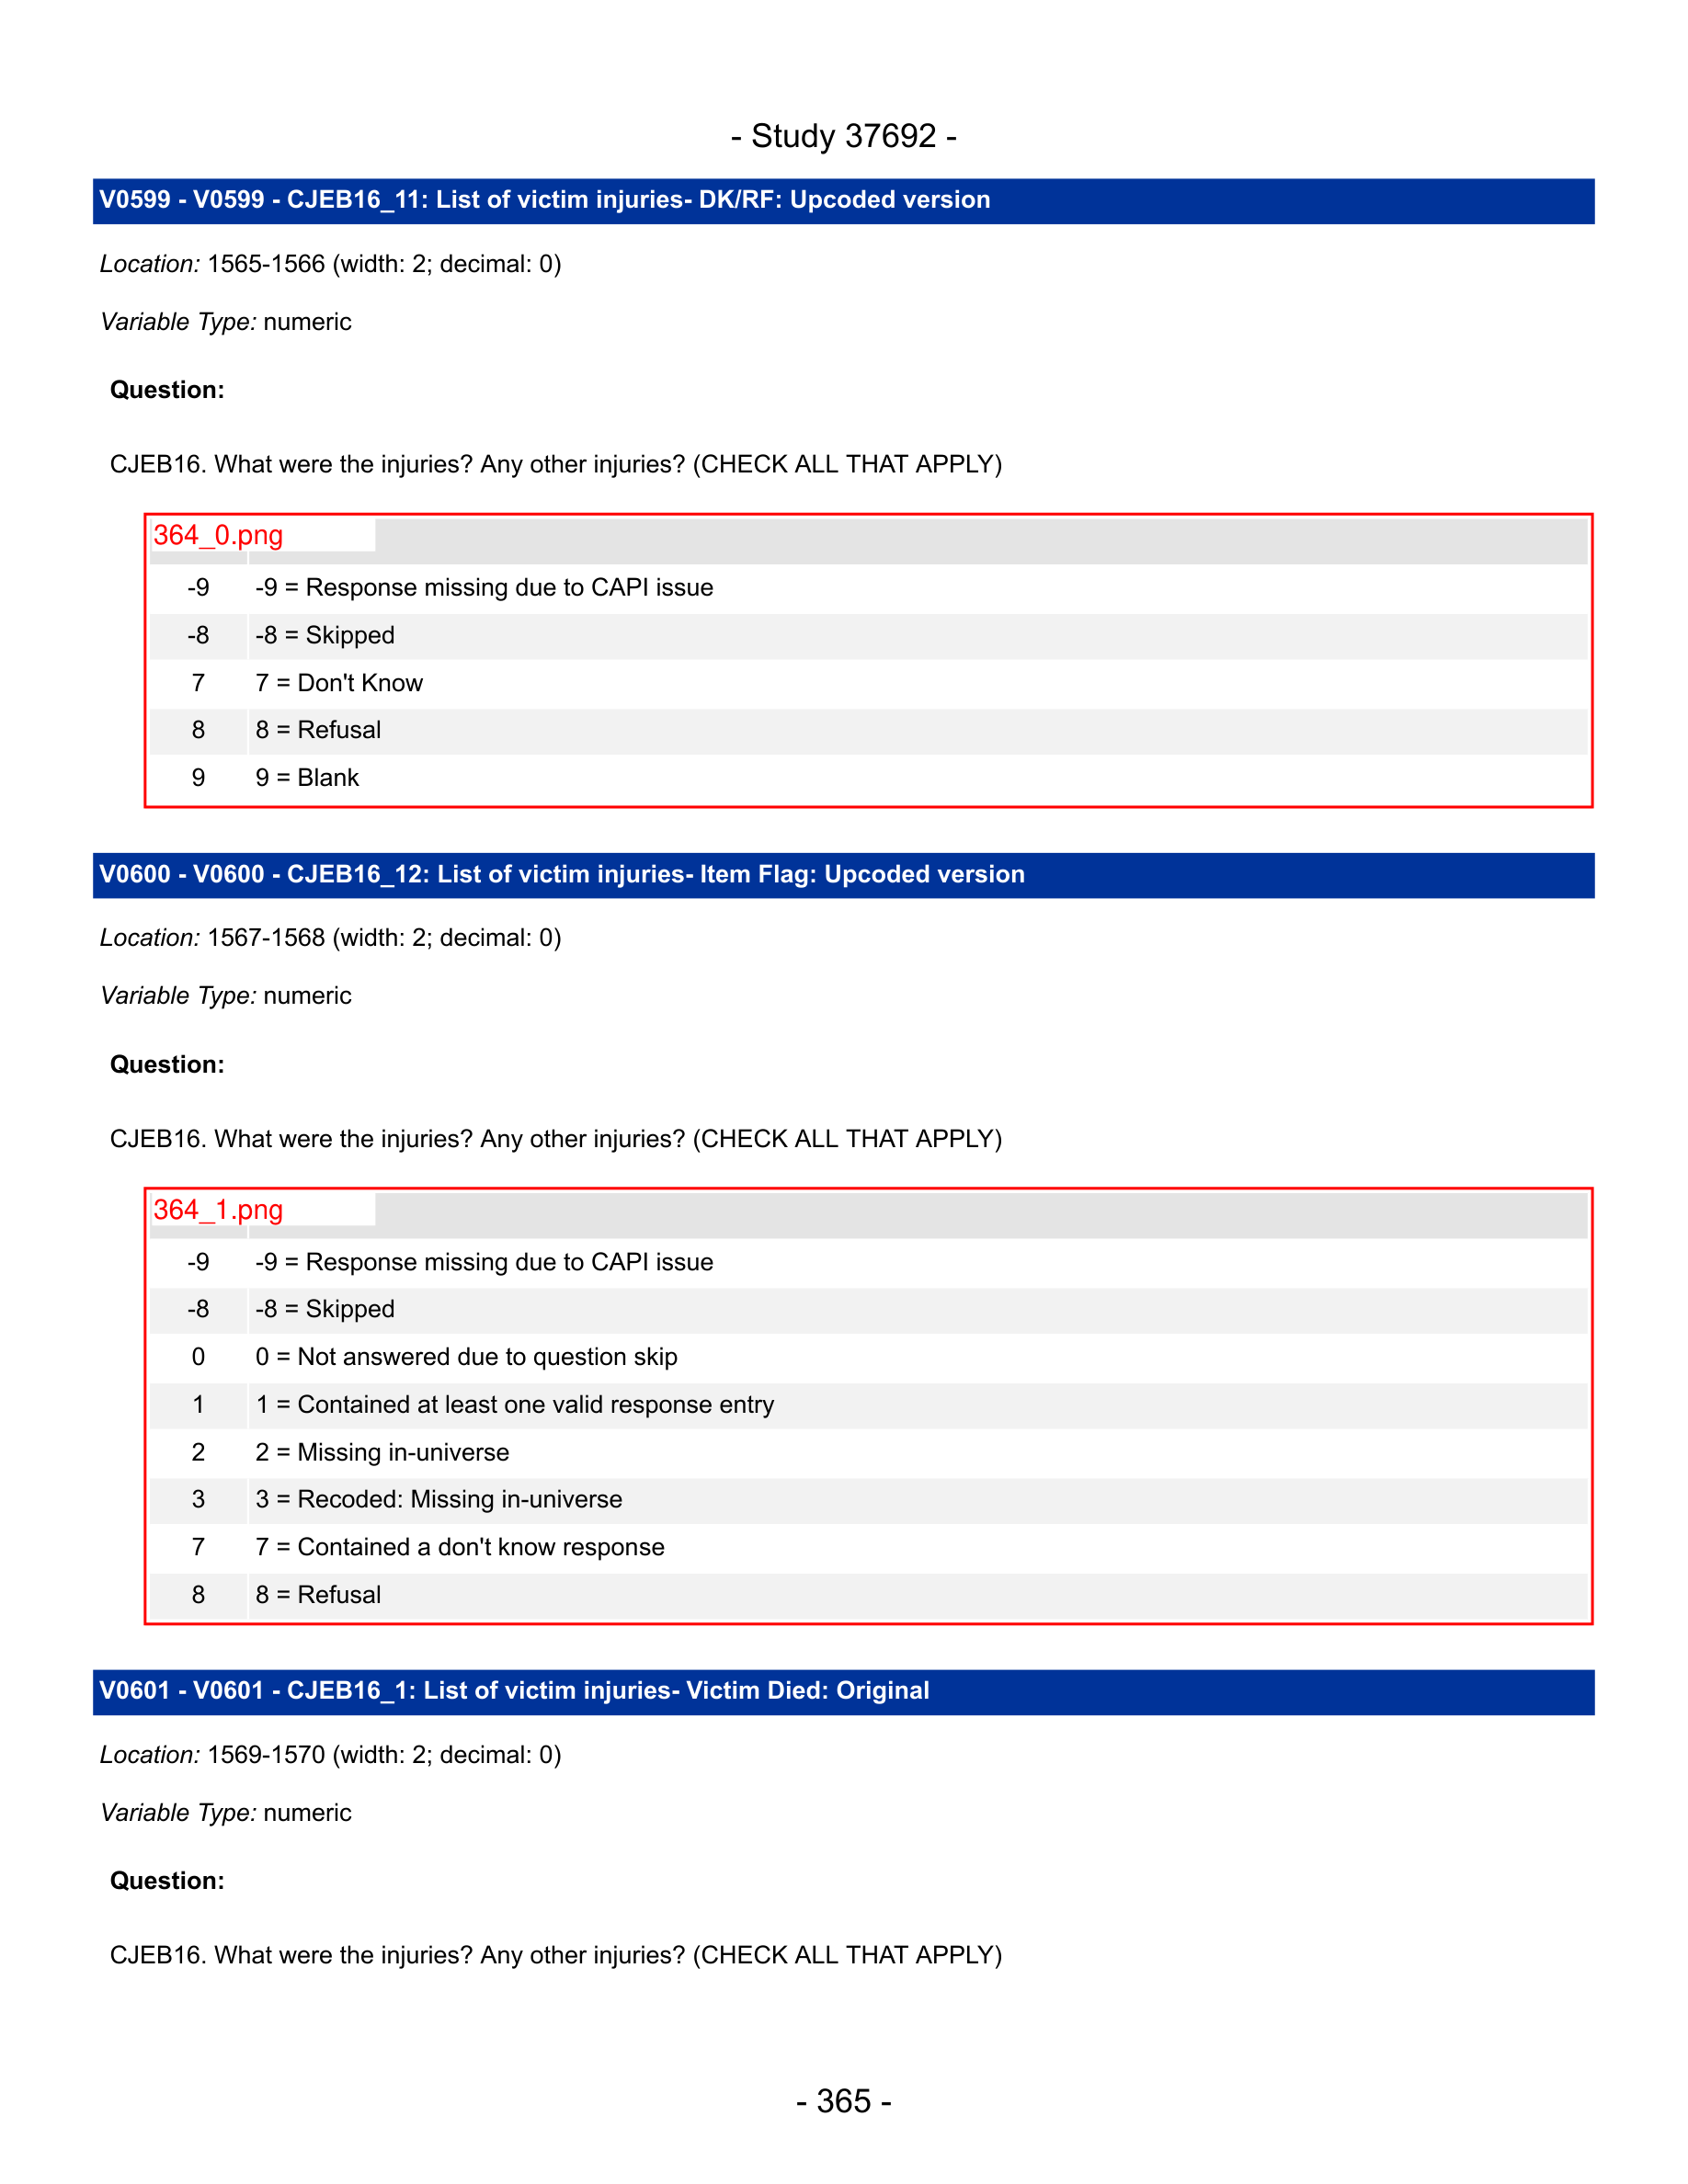 - Study 37692 -
V0599 - V0599 - CJEB16_11: List of victim injuries- DK/RF: Upcoded version
Location: 1565-1566 (width: 2; decimal: 0)
Variable Type: numeric
Question:
CJEB16. What were the injuries? Any other injuries? (CHECK ALL THAT APPLY)
364_0.png
-9 -9 = Response missing due to CAPI issue
-8 -8 = Skipped
7 7 = Don't Know
8 8 = Refusal
9 9 = Blank
V0600 - V0600 - CJEB16_12: List of victim injuries- Item Flag: Upcoded version
Location: 1567-1568 (width: 2; decimal: 0)
Variable Type: numeric
Question:
CJEB16. What were the injuries? Any other injuries? (CHECK ALL THAT APPLY)
364_1.png
-9 -9 = Response missing due to CAPI issue
-8 -8 = Skipped
0 0 = Not answered due to question skip
1 1 = Contained at least one valid response entry
2 2 = Missing in-universe
3 3 = Recoded: Missing in-universe
7 7 = Contained a don't know response
8 8 = Refusal
V0601 - V0601 - CJEB16_1: List of victim injuries- Victim Died: Original
Location: 1569-1570 (width: 2; decimal: 0)
Variable Type: numeric
Question:
CJEB16. What were the injuries? Any other injuries? (CHECK ALL THAT APPLY)
- 365 -